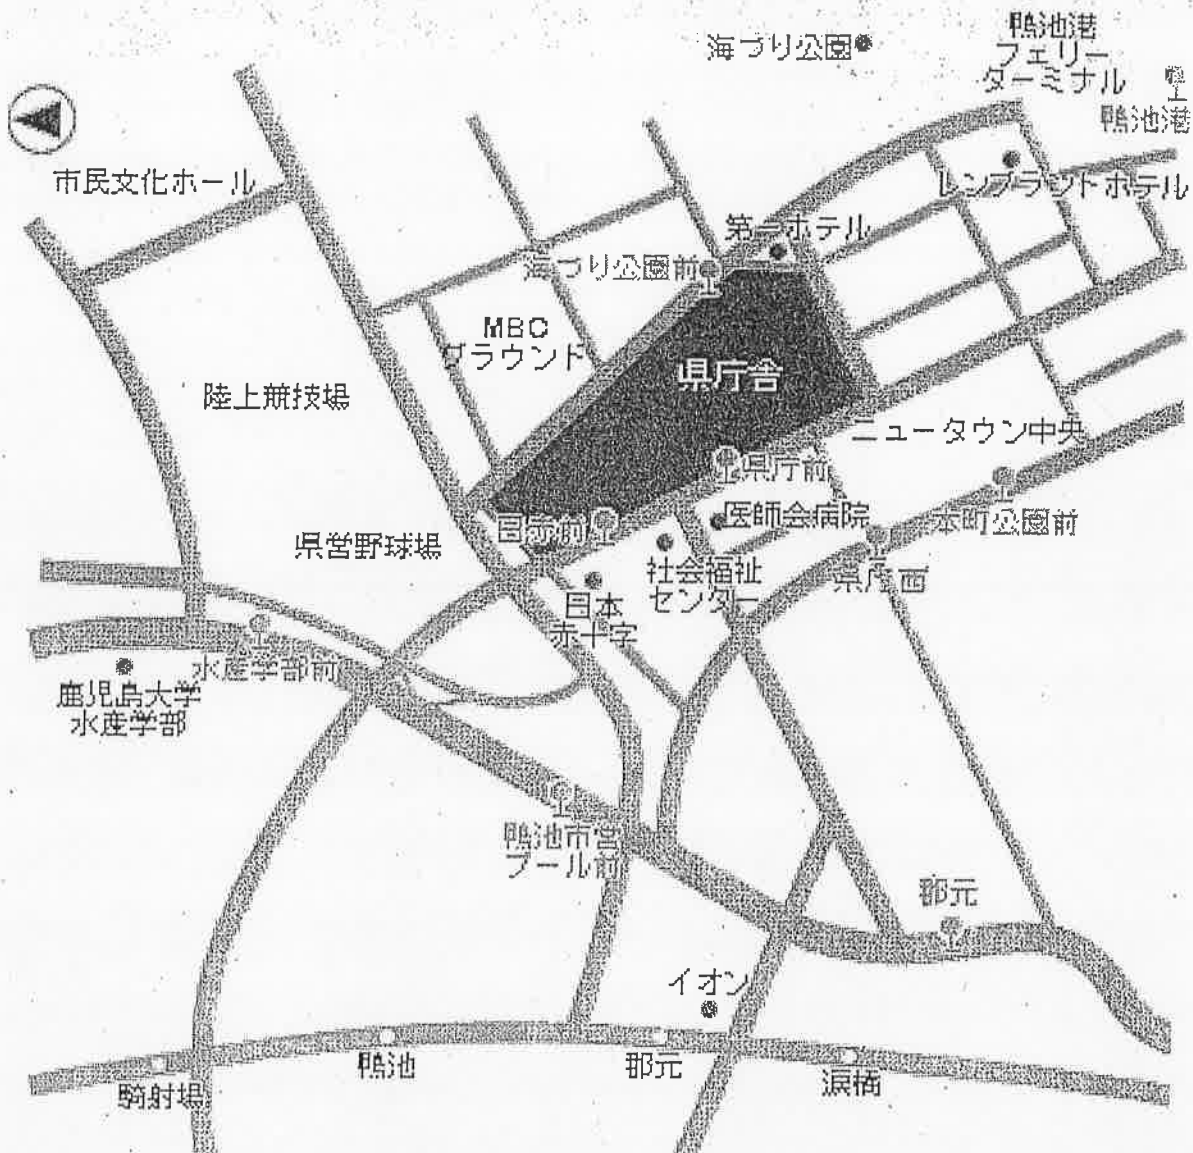 海づり公園
鴨池港
フェリー
ターミナル
鴨池港
市民文化ホール
レンブラントホテル
第一ホテル
海づり公園前
MBC
グラウンド
県庁舎
陸上競技場
ニュータウン中央
県庁前
医師会病院
本町公園前
日赤前
県営野球場
社会福祉
センター
県庁西
日本
赤十字
水産学部前
鹿児島大学
水産学部
鴨池市営
プール前
郡元
イオン
騎射場
鴨池
郡元
涙橋